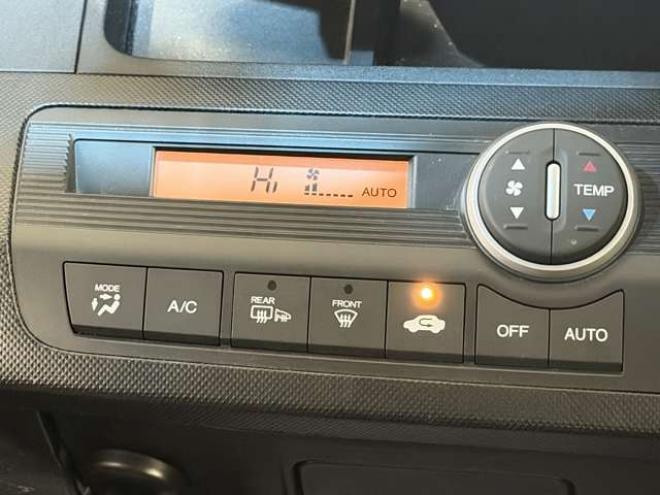 Hi AUTO
TEMP
MODE
A/C
REAR
FRONT
OFF
AUTO